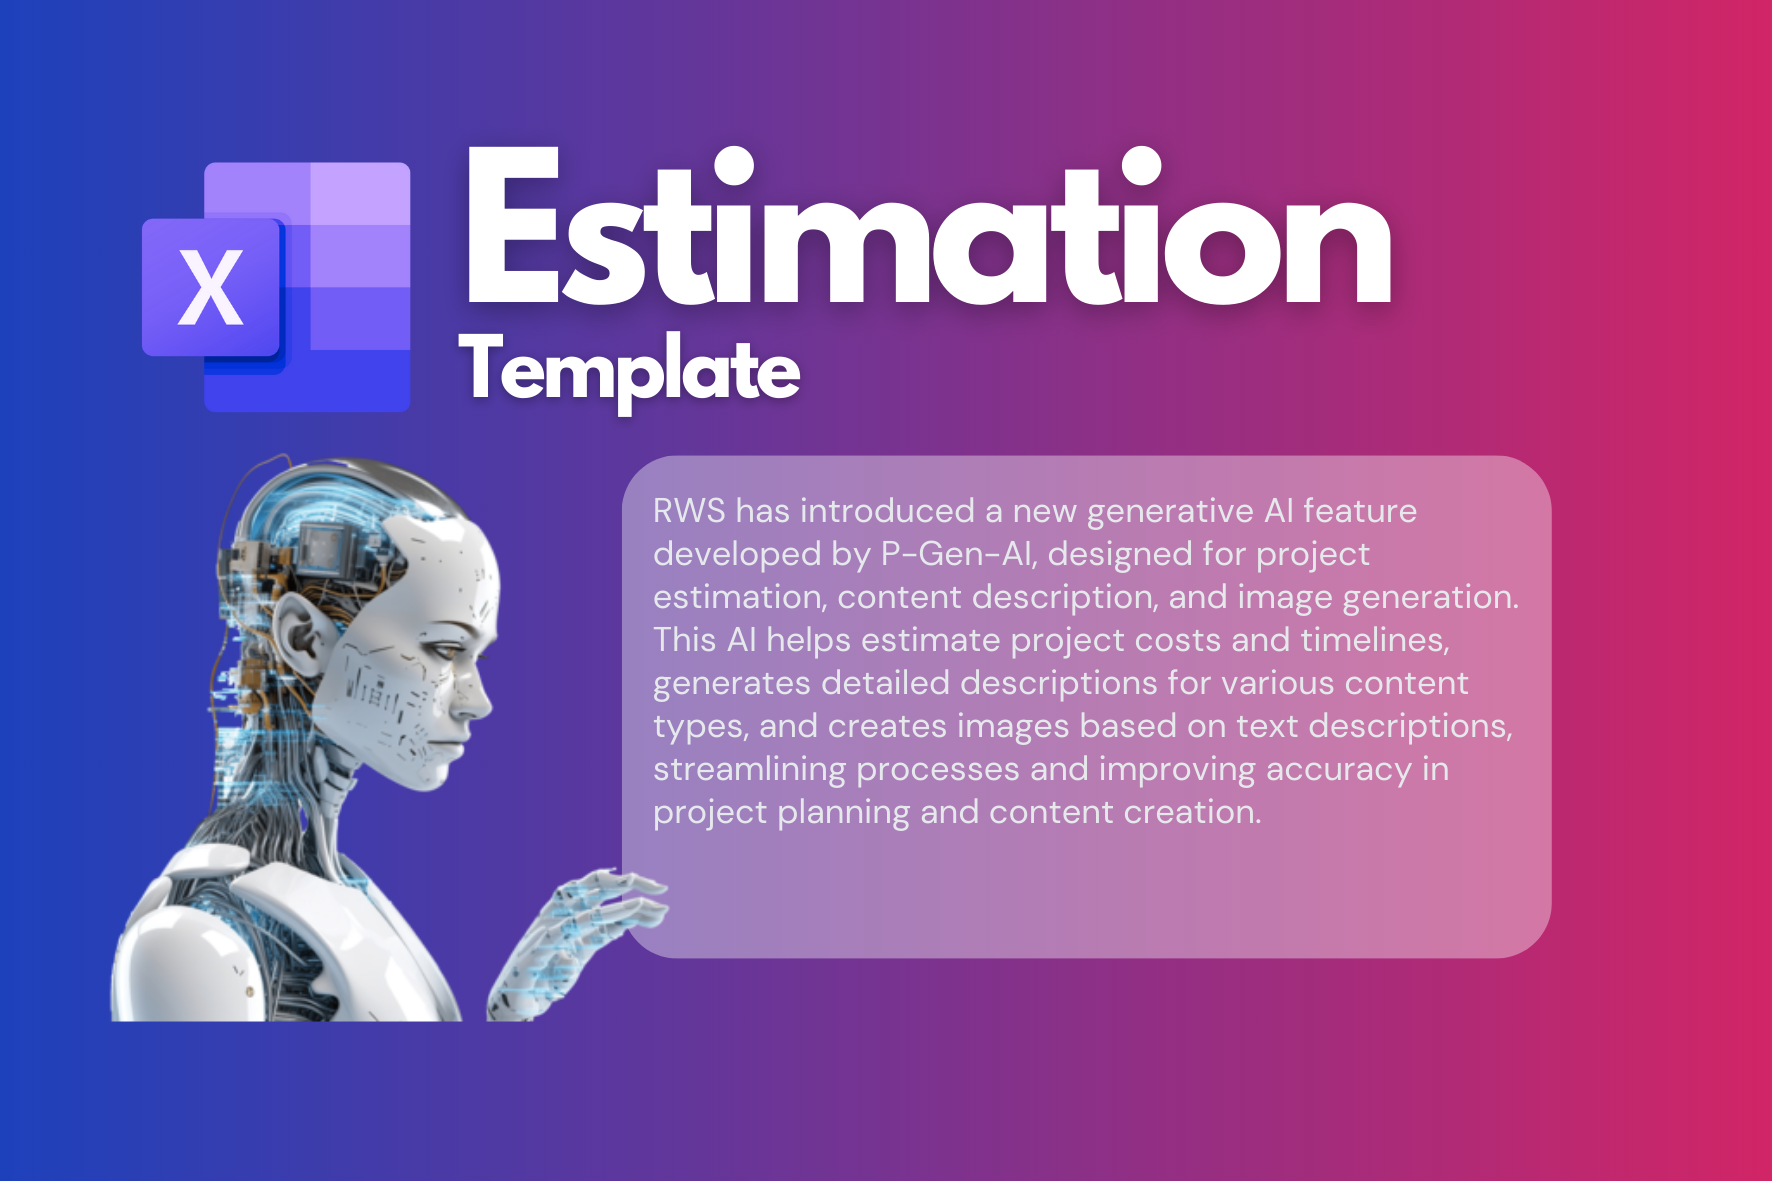 X
Estimation
Template
RWS has introduced a new generative AI feature
developed by P-Gen-AI, designed for project
estimation, content description, and image generation.
This AI helps estimate project costs and timelines,
generates detailed descriptions for various content
types, and creates images based on text descriptions,
streamlining processes and improving accuracy in
project planning and content creation.